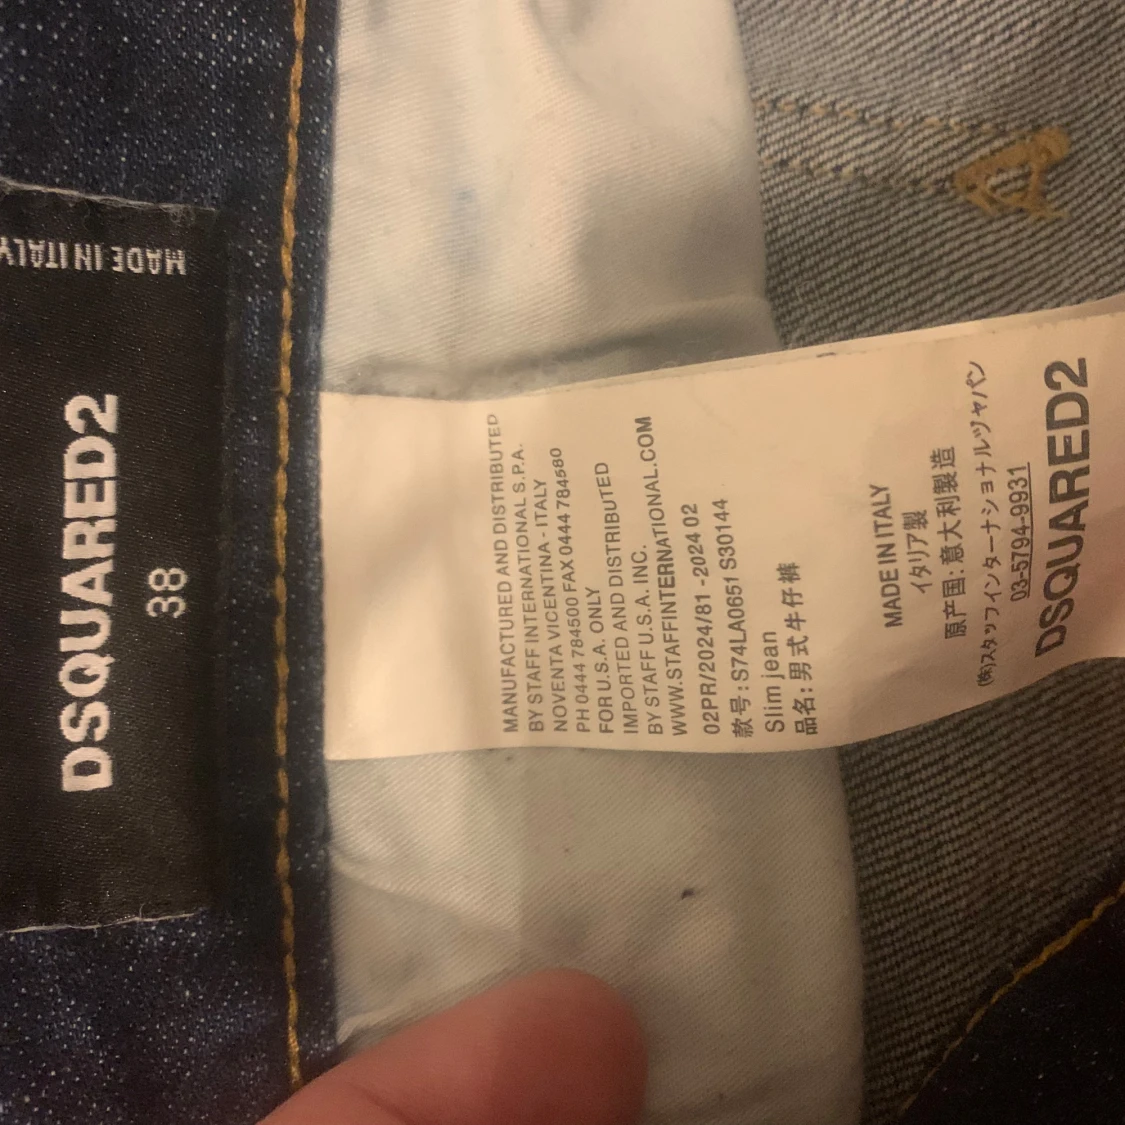 MADE IN ITALY
DSQUARED2
38
MANUFACTURED AND DISTRIBUTED
BY STAFF INTERNATIONAL S.P.A.
NOVENTA VICENTINA - ITALY
PH 0444 784500 FAX 0444 784580
FOR U.S.A. ONLY
IMPORTED AND DISTRIBUTED
BY STAFF U.S.A. INC.
WWW.STAFFINTERNATIONAL.COM
02PR/2024/81 - 2024 02
款号: S74LA0651 S30144
Slim jean
品名: 男式牛仔裤
MADE IN ITALY
イタリア製
原产国: 意大利製造
(株)スタッフインターナショナルジャパン
03-5794-9931
DSQUARED2